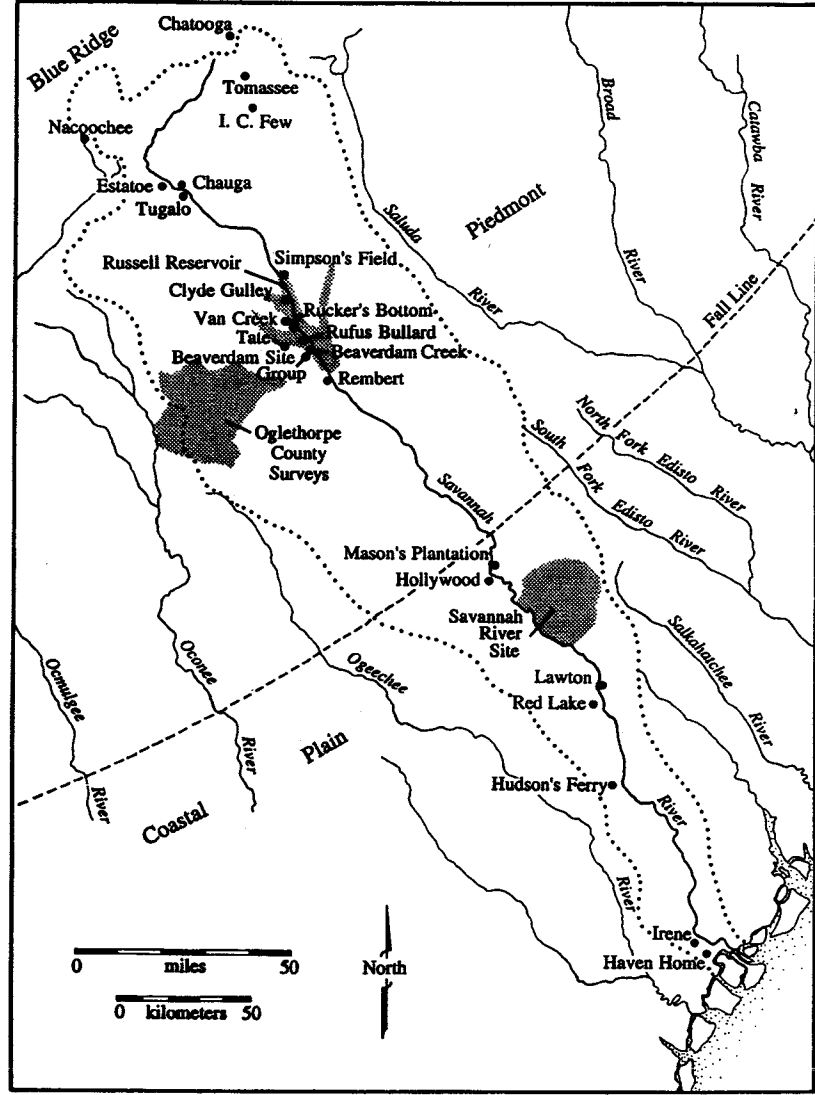 Chatooga
Blue Ridge
Tomassee
I. C. Few
Nacoochee
Estatoe
Chauga
Tugalo
Broad
River
Catawba
River
Saluda
River
Piedmont
Fall Line
Russell Reservoir
Simpson's Field
Clyde Gulley
Rucker's Bottom
Van Creek
Rufus Bullard
Tate
Beaverdam Creek
Beaverdam Site
Group
Rembert
Oglethorpe
County
Surveys
North Fork Edisto River
South Fork Edisto River
Savannah
Mason's Plantation
Hollywood
Savannah
River
Site
Salkahatchee
River
Lawton
Red Lake
Ocmulgee
River
Oconee
River
Ogeechee
River
Coastal
Plain
Hudson's Ferry
River
Irene
Haven Home
0 miles 50
0 kilometers 50
North